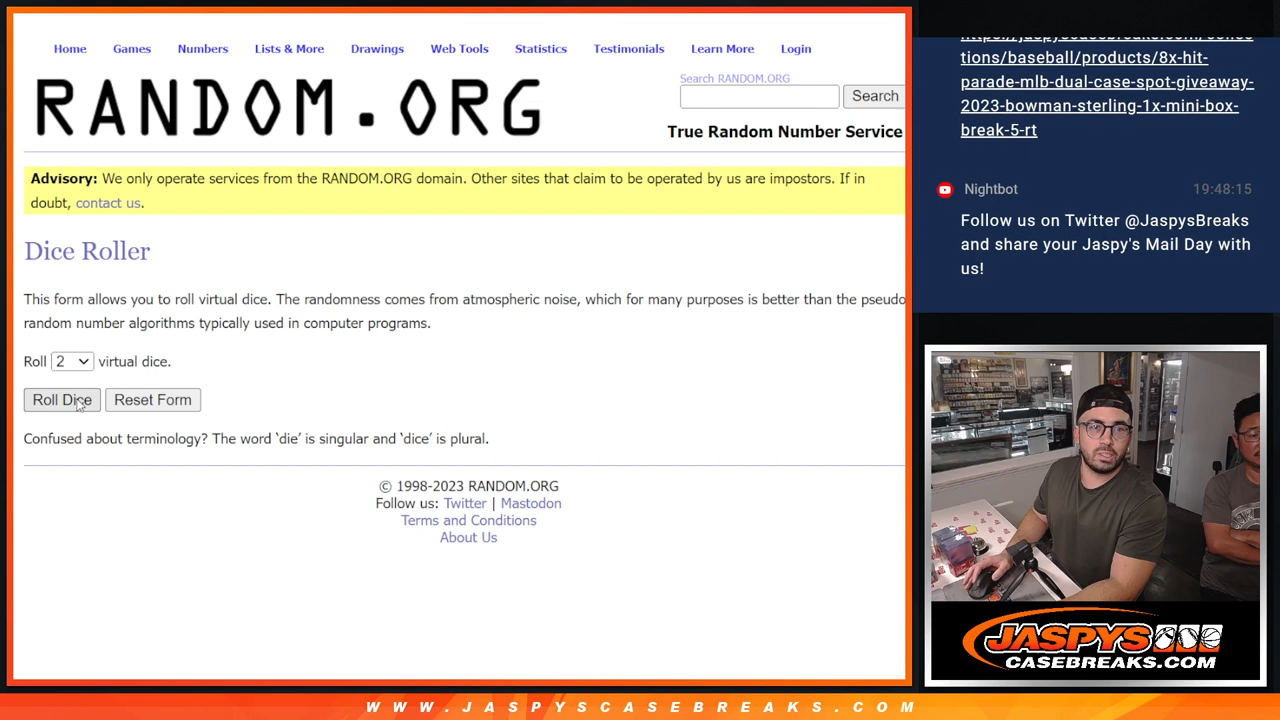 Home Games Numbers Lists & More Drawings Web Tools Statistics Testimonials Learn More Login
RANDOM.ORG
Search RANDOM.ORG
Search
True Random Number Service
Advisory: We only operate services from the RANDOM.ORG domain. Other sites that claim to be operated by us are impostors. If in
doubt, contact us.
Dice Roller
This form allows you to roll virtual dice. The randomness comes from atmospheric noise, which for many purposes is better than the pseudo
random number algorithms typically used in computer programs.
Roll 2 virtual dice.
Roll Dice Reset Form
Confused about terminology? The word ‘die’ is singular and ‘dice’ is plural.
© 1998-2023 RANDOM.ORG
Follow us: Twitter | Mastodon
Terms and Conditions
About Us
tions/baseball/products/8x-hit-
parade-mlb-dual-case-spot-giveaway-
2023-bowman-sterling-1x-mini-box-
break-5-rt
Nightbot 19:48:15
Follow us on Twitter @JaspysBreaks
and share your Jaspy's Mail Day with
us!
JASPYS
CASEBREAKS.COM
WWW.JASPYSCASEBREAKS.COM